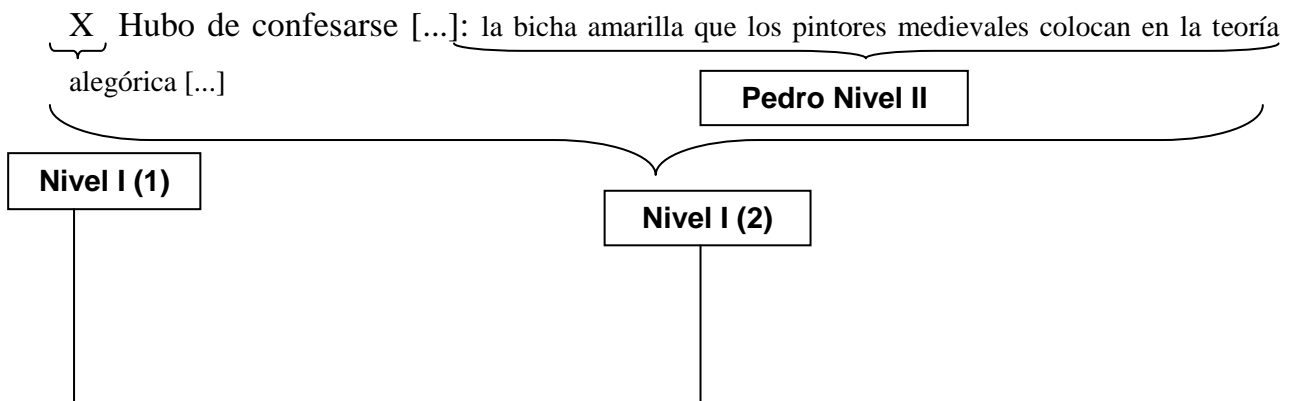 X Hubo de confesarse [...]: la bicha amarilla que los pintores medievales colocan en la teoría
alegórica [...]
Pedro Nivel II
Nivel I (1)
Nivel I (2)